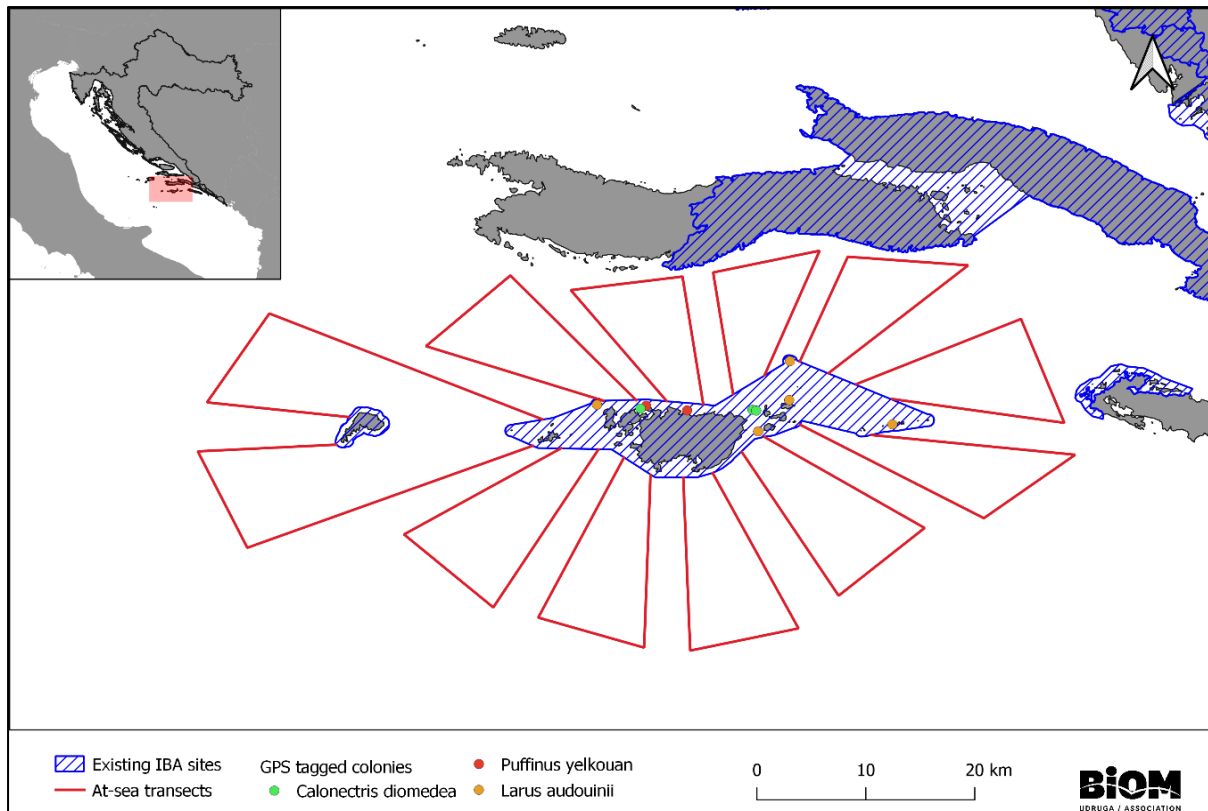 Existing IBA sites
At-sea transects
GPS tagged colonies
Calonectris diomedea
Puffinus yelkouan
Larus audouinii
0 10 20 km
BIOM
UDRUGA / ASSOCIATION